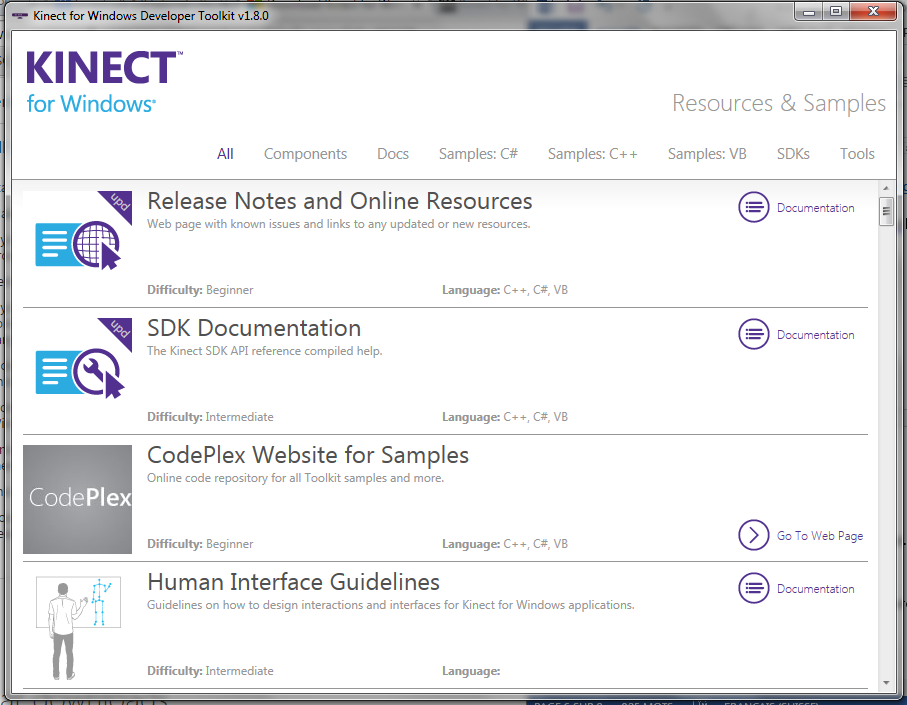 Kinect for Windows Developer Toolkit v1.8.0
KINECT™
for Windows®
Resources & Samples
All Components Docs Samples: C# Samples: C++ Samples: VB SDKs Tools
upd
Release Notes and Online Resources
Documentation
Web page with known issues and links to any updated or new resources.
Difficulty: Beginner Language: C++, C#, VB
upd
SDK Documentation
Documentation
The Kinect SDK API reference compiled help.
Difficulty: Intermediate Language: C++, C#, VB
CodePlex
CodePlex Website for Samples
Online code repository for all Toolkit samples and more.
Difficulty: Beginner Language: C++, C#, VB
Go To Web Page
Human Interface Guidelines
Documentation
Guidelines on how to design interactions and interfaces for Kinect for Windows applications.
Difficulty: Intermediate Language: